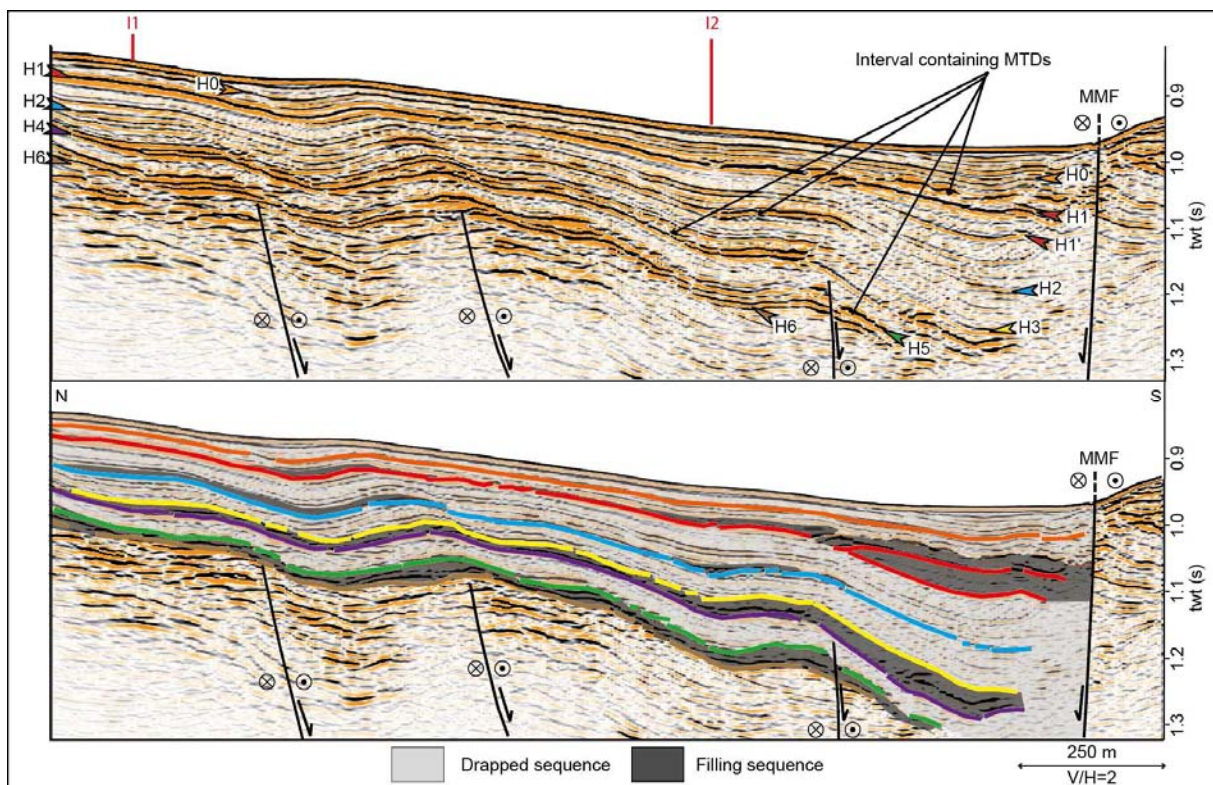 I1
I2
Interval containing MTDs
MMF
H1
H0
H2
H4
H6
0.9
1.0
1.1
1.2
1.3
twt (s)
H0
H1
H1'
H2
H3
H5
H6
N
S
MMF
0.9
1.0
1.1
1.2
1.3
twt (s)
Drapped sequence
Filling sequence
250 m
V/H=2